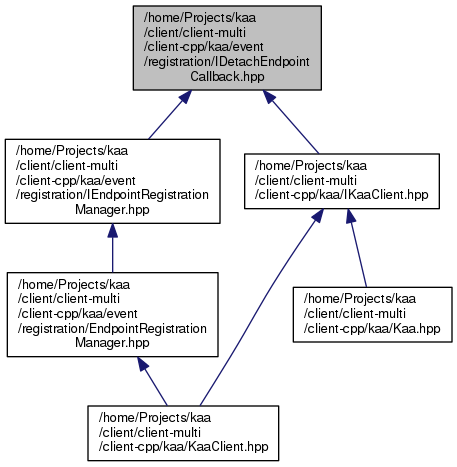 /home/Projects/kaa
/client/client-multi
/client-cpp/kaa/event
/registration/IDetachEndpoint
Callback.hpp
/home/Projects/kaa
/client/client-multi
/client-cpp/kaa/event
/registration/IEndpointRegistration
Manager.hpp
/home/Projects/kaa
/client/client-multi
/client-cpp/kaa/IKaaClient.hpp
/home/Projects/kaa
/client/client-multi
/client-cpp/kaa/event
/registration/EndpointRegistration
Manager.hpp
/home/Projects/kaa
/client/client-multi
/client-cpp/kaa/Kaa.hpp
/home/Projects/kaa
/client/client-multi
/client-cpp/kaa/KaaClient.hpp